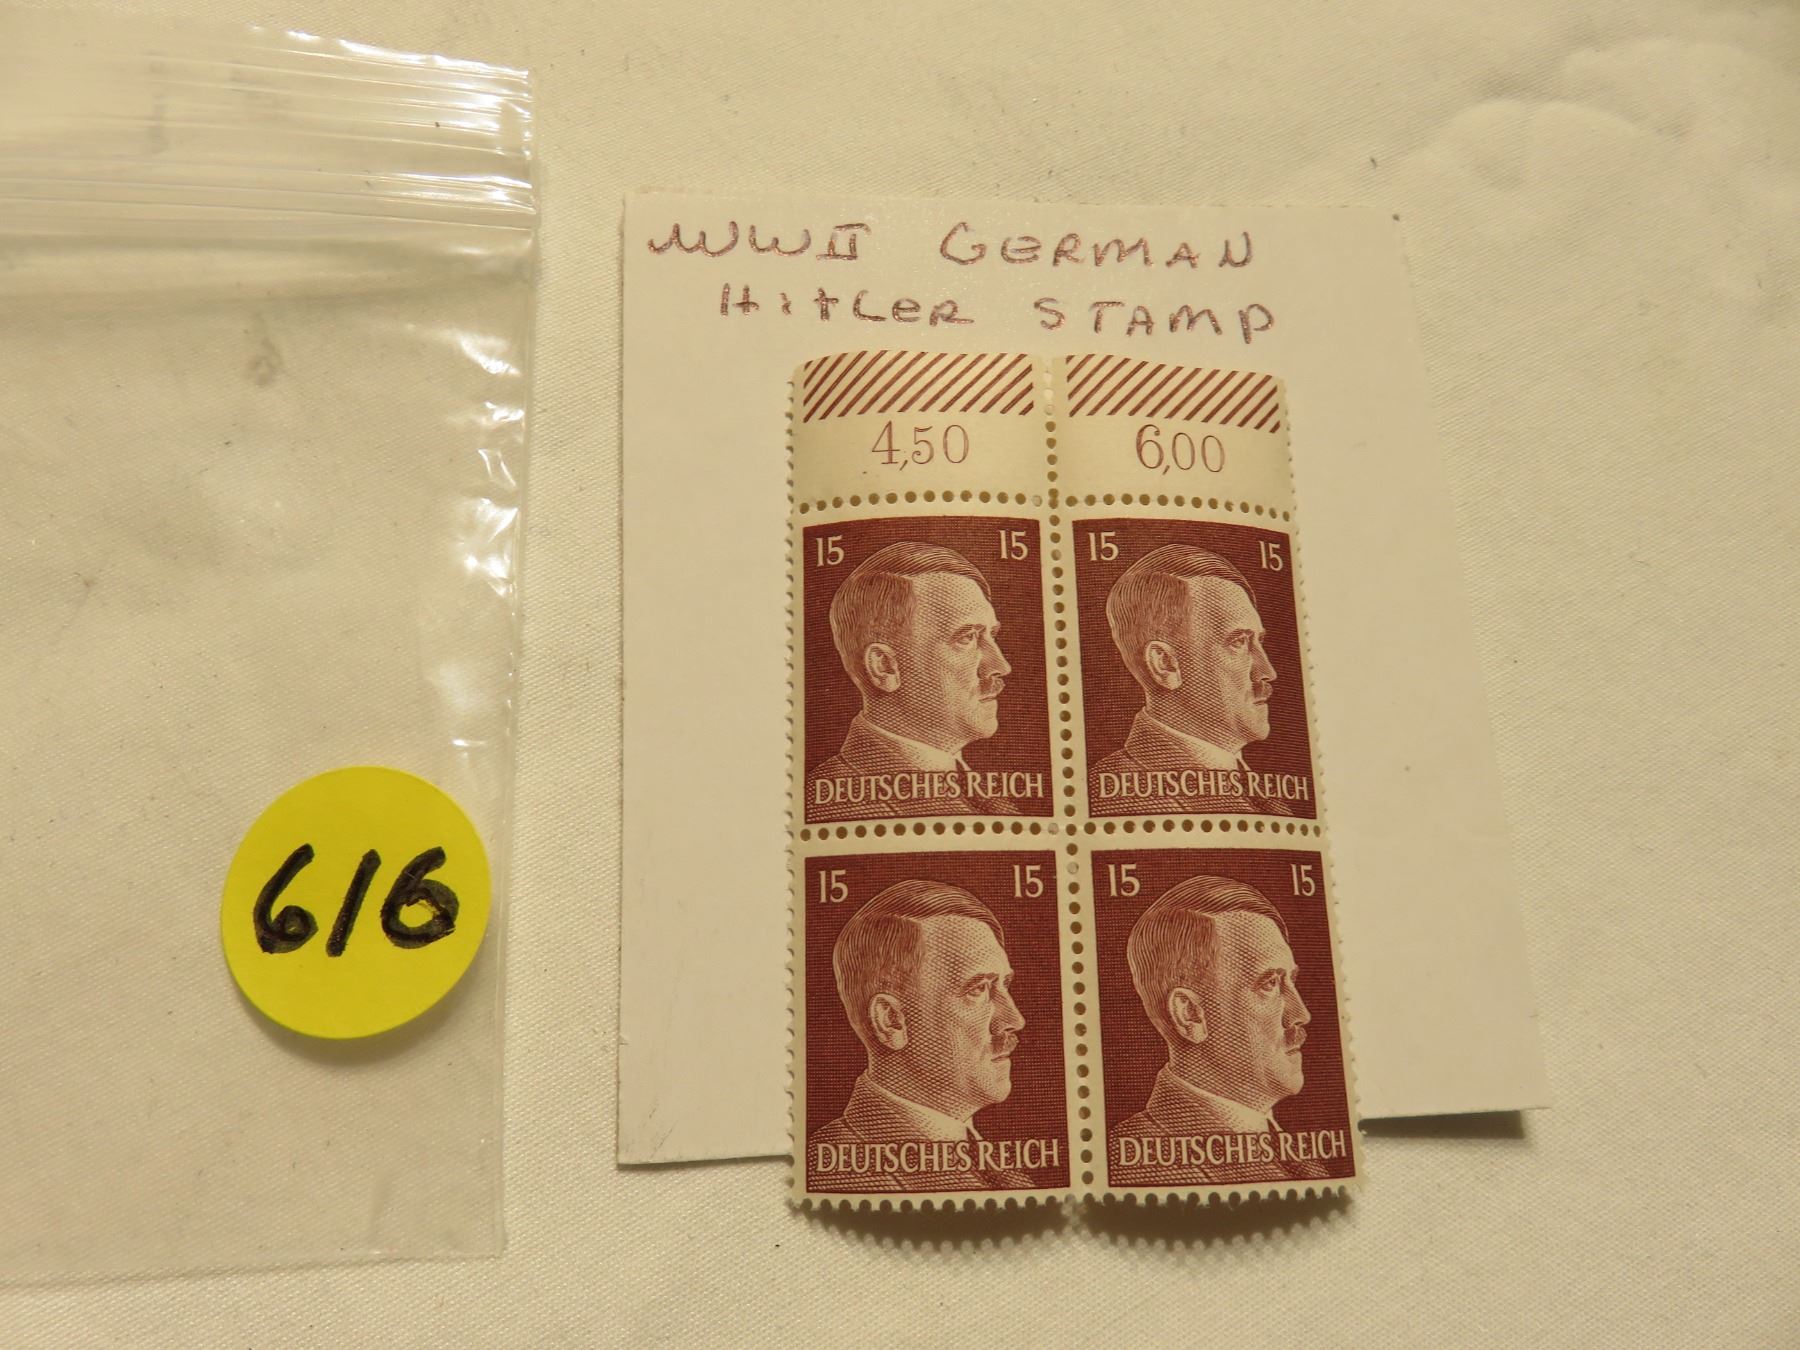 WWII GERMAN
HitLER STAMP
4,50 6,00
15 15 15 15
DEUTSCHES REICH DEUTSCHES REICH
15 15 15 15
DEUTSCHES REICH DEUTSCHES REICH
616